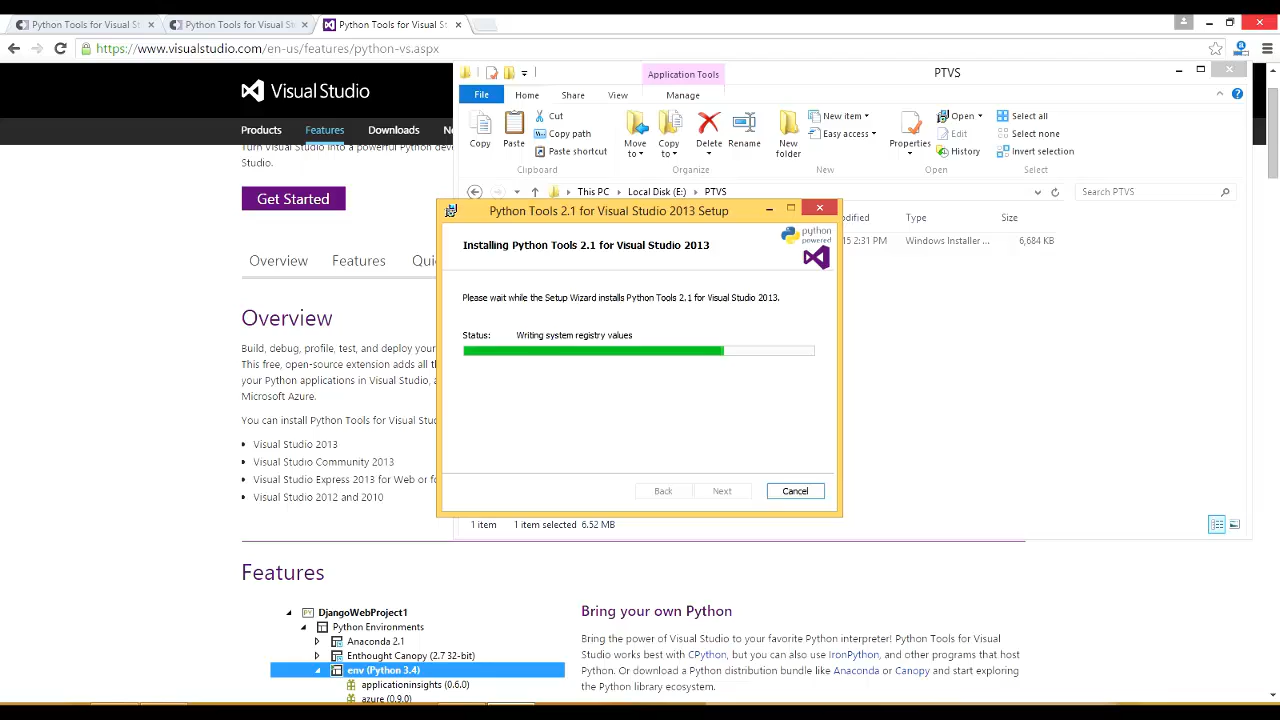 Python Tools for Visual St
Python Tools for Visual S
Python Tools for Visual S
https://www.visualstudio.com/en-us/features/python-vs.aspx
Visual Studio
Products Features Downloads
Turn Visual Studio into a powerful Python
Studio.
Get Started
Overview Features
Overview
Build, debug, profile, test, and deploy your
This free, open-source extension adds all
your Python applications in Visual Studio,
Microsoft Azure.
You can install Python Tools for Visual
Visual Studio 2013
Visual Studio Community 2013
Visual Studio Express 2013 for Web or
Visual Studio 2012 and 2010
Application Tools
PTVS
File Home Share View Manage
Copy
Paste
Cut
Copy path
Paste shortcut
Clipboard
Move to
Copy to
Delete
Rename
Organize
New folder
New item
Easy access
New
Properties
Open
Edit
History
Open
Select all
Select none
Invert selection
Select
This PC Local Disk (E:) PTVS
Search PTVS
Type Size
15 2:31 PM Windows Installer ... 6,684 KB
1 item 1 item selected 6.52 MB
Python Tools 2.1 for Visual Studio 2013 Setup
python
powered
Installing Python Tools 2.1 for Visual Studio 2013
Please wait while the Setup Wizard installs Python Tools 2.1 for Visual Studio 2013.
Status: Writing system registry values
Back Next Cancel
Features
DjangoWebProject1
Python Environments
Anaconda 2.1
Enthought Canopy (2.7 32-bit)
env (Python 3.4)
applicationinsights (0.6.0)
azure (0.9.0)
Bring your own Python
Bring the power of Visual Studio to your favorite Python interpreter! Python Tools for Visual
Studio works best with CPython, but you can also use IronPython, and other programs that host
Python. Or download a Python distribution bundle like Anaconda or Canopy and start exploring
the Python library ecosystem.